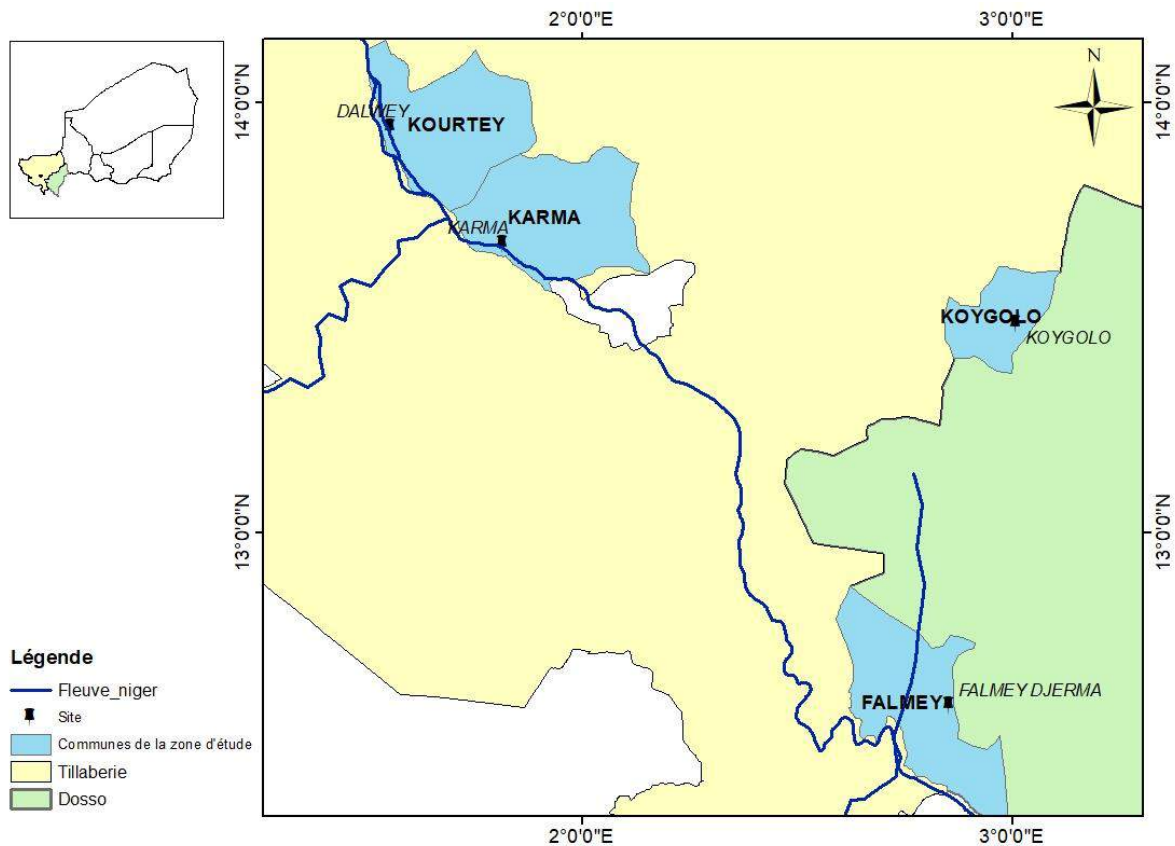 2°0'0"E
3°0'0"E
N
14°0'0"N
14°0'0"N
DALWEY
KOURTEY
KARMA
KARMA
KOYGOLO
KOYGOLO
13°0'0"N
13°0'0"N
FALMEY DJERMA
FALMEY
Légende
Fleuve_niger
Site
Communes de la zone d'étude
Tillaberie
Dosso
2°0'0"E
3°0'0"E